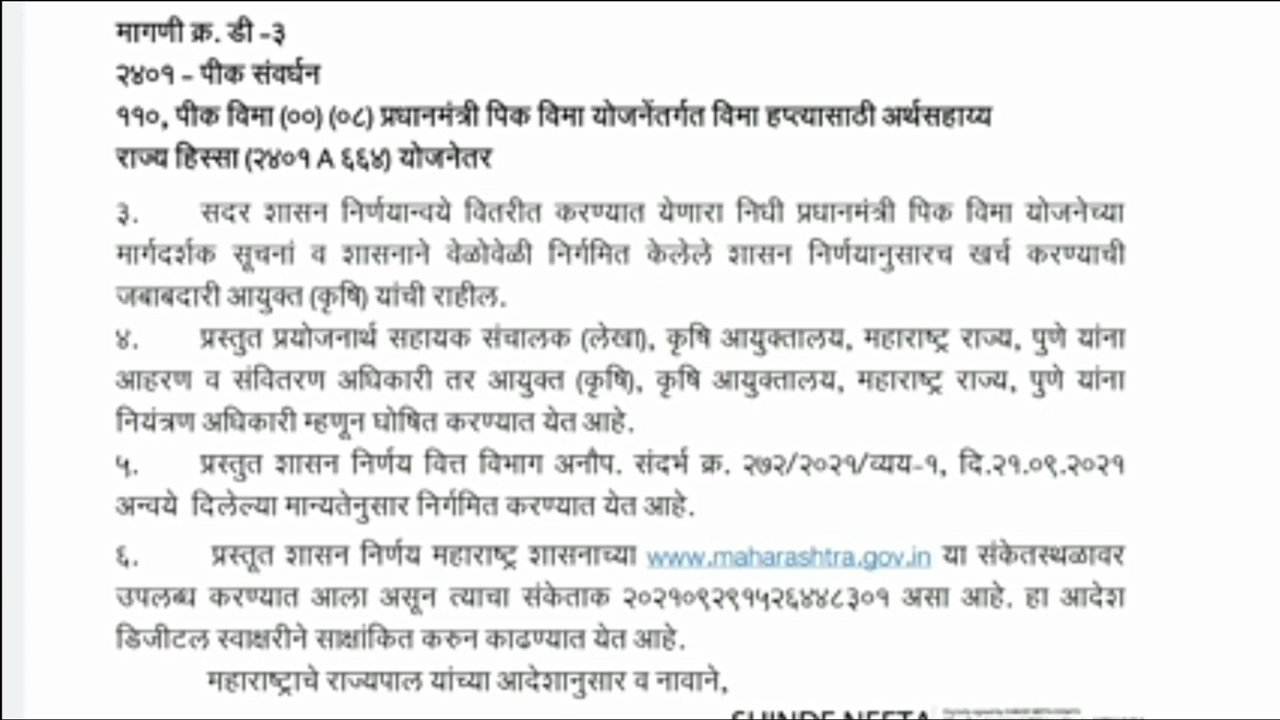 मागणी क्र. डी -३
२४०१ - पीक संवर्धन
११०, पीक विमा (००) (०८) प्रधानमंत्री पिक विमा योजनेंतर्गत विमा हप्त्यासाठी अर्थसहाय्य
राज्य हिस्सा (२४०१ A ६६४) योजनेतर
३. सदर शासन निर्णयान्वये वितरीत करण्यात येणारा निधी प्रधानमंत्री पिक विमा योजनेच्या
मार्गदर्शक सूचनां व शासनाने वेळोवेळी निर्गमित केलेले शासन निर्णयानुसारच खर्च करण्याची
जबाबदारी आयुक्त (कृषि) यांची राहील.
४. प्रस्तुत प्रयोजनार्थ सहायक संचालक (लेखा), कृषि आयुक्तालय, महाराष्ट्र राज्य, पुणे यांना
आहरण व संवितरण अधिकारी तर आयुक्त (कृषि), कृषि आयुक्तालय, महाराष्ट्र राज्य, पुणे यांना
नियंत्रण अधिकारी म्हणून घोषित करण्यात येत आहे.
५. प्रस्तुत शासन निर्णय वित्त विभाग अनौप. संदर्भ क्र. २७२/२०२१/व्यय-१, दि.२१.०९.२०२१
अन्वये दिलेल्या मान्यतेनुसार निर्गमित करण्यात येत आहे.
६. प्रस्तूत शासन निर्णय महाराष्ट्र शासनाच्या www.maharashtra.gov.in या संकेतस्थळावर
उपलब्ध करण्यात आला असून त्याचा संकेताक २०२१०९२९१५२६४४८३०१ असा आहे. हा आदेश
डिजीटल स्वाक्षरीने साक्षांकित करुन काढण्यात येत आहे.
महाराष्ट्राचे राज्यपाल यांच्या आदेशानुसार व नावाने,
SHINDE NEETA